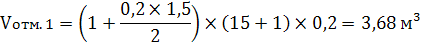 Vотм. 1 = (1 + 0,2 × 1,5 / 2) × (15 + 1) × 0,2 = 3,68 м³